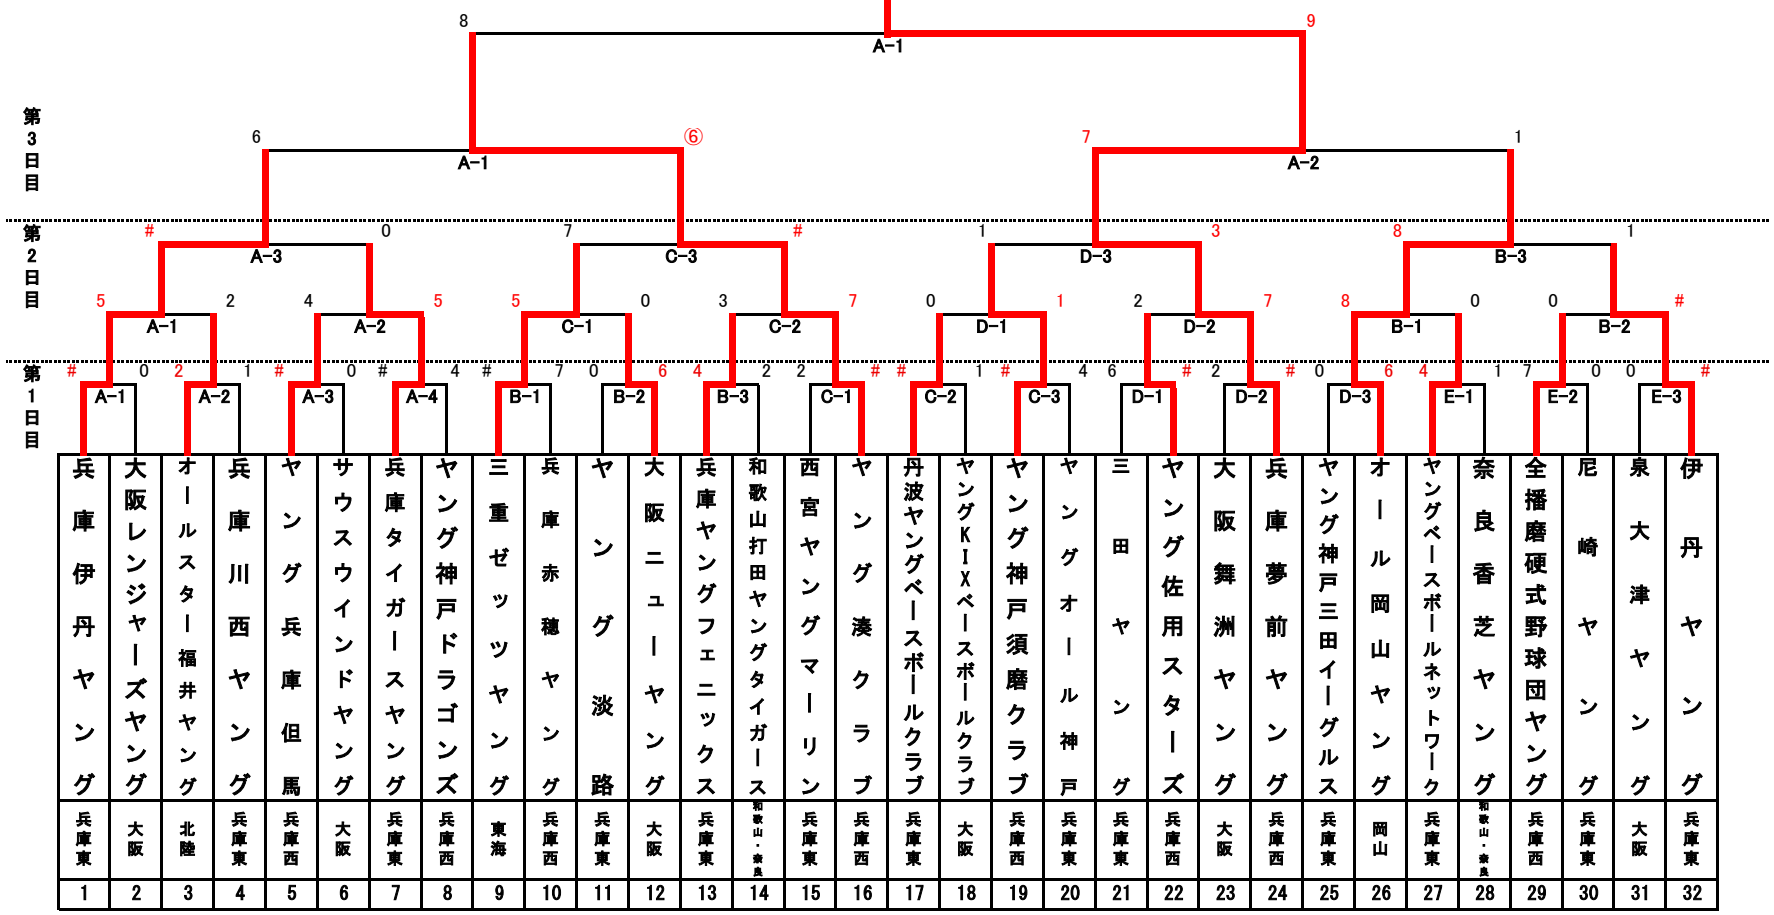 8 9
A-1
第3日目
6 ⑥ 7 1
A-1 A-2
第2日目
# 0 7 # 1 3 8 1
A-3 C-3 D-3 B-3
5 2 4 5 5 0 3 7 0 1 2 7 8 0 0 #
A-1 A-2 C-1 C-2 D-1 D-2 B-1 B-2
第1日目
# 0 2 1 # 0 # 4 # 7 0 6 4 2 2 # # 1 # 4 6 # 2 # 0 6 4 1 7 0 0 #
A-1 A-2 A-3 A-4 B-1 B-2 B-3 C-1 C-2 C-3 D-1 D-2 D-3 E-1 E-2 E-3
兵庫伊丹ヤング
大阪レンジャーズヤング
オールスター福井ヤング
兵庫川西ヤング
ヤング兵庫但馬
サウスウインドヤング
兵庫タイガースヤング
ヤング神戸ドラゴンズ
三重ゼッツヤング
兵庫赤穂ヤング
ヤング淡路
大阪ニューヤング
兵庫ヤングフェニックス
和歌山打田ヤングタイガース
西宮ヤングマーリン
ヤング湊クラブ
丹波ヤングベースボールクラブ
ヤングKIXベースボールクラブ
ヤング神戸須磨クラブ
ヤングオール神戸
三田ヤング
ヤング佐用スターズ
大阪舞洲ヤング
兵庫夢前ヤング
ヤング神戸三田イーグルス
オール岡山ヤング
ヤングベースボールネットワーク
奈良香芝ヤング
全播磨硬式野球団ヤング
尼崎ヤング
泉大津ヤング
伊丹ヤング
兵庫東 大阪 北陸 兵庫東 兵庫西 大阪 兵庫東 兵庫西 東海 兵庫西 兵庫東 大阪 兵庫東 和歌山・奈良 兵庫東 兵庫西 兵庫東 大阪 兵庫西 兵庫東 兵庫東 兵庫西 大阪 兵庫西 兵庫東 岡山 兵庫東 和歌山・奈良 兵庫西 兵庫東 大阪 兵庫東
1 2 3 4 5 6 7 8 9 10 11 12 13 14 15 16 17 18 19 20 21 22 23 24 25 26 27 28 29 30 31 32